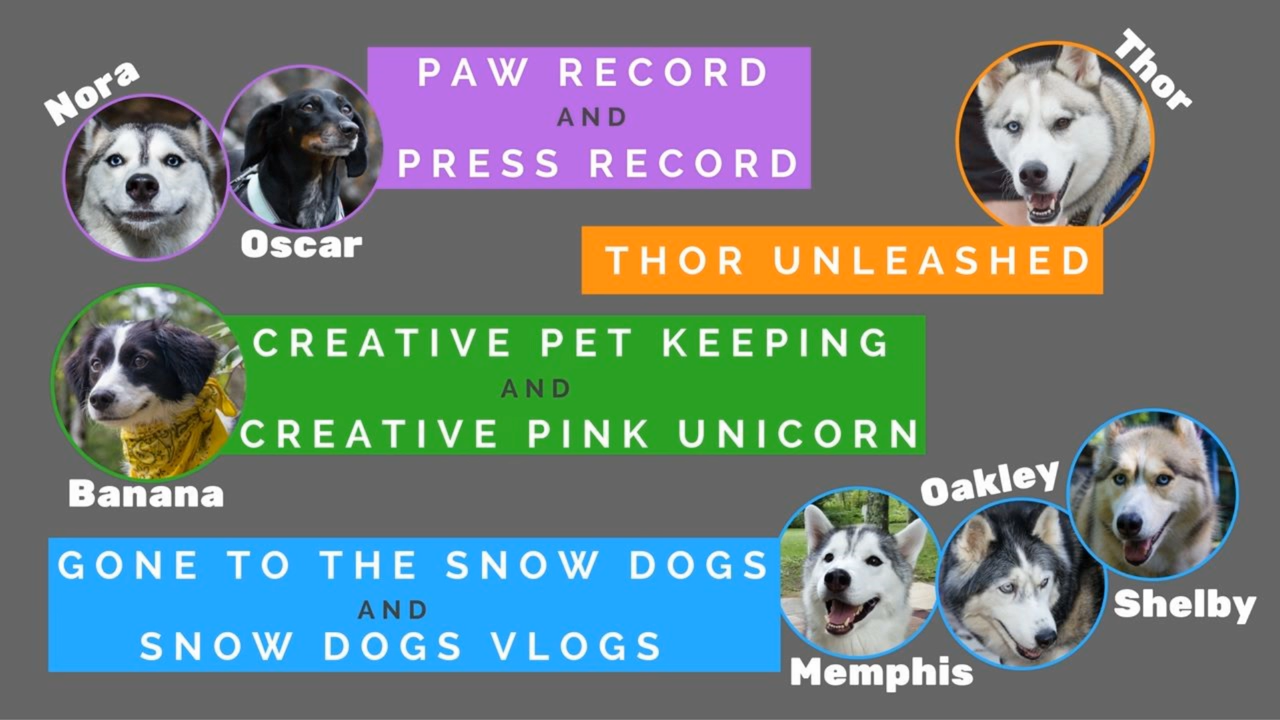 Nora
Oscar
PAW RECORD
AND
PRESS RECORD
Thor
THOR UNLEASHED
Banana
CREATIVE PET KEEPING
AND
CREATIVE PINK UNICORN
GONE TO THE SNOW DOGS
AND
SNOW DOGS VLOGS
Memphis
Oakley
Shelby